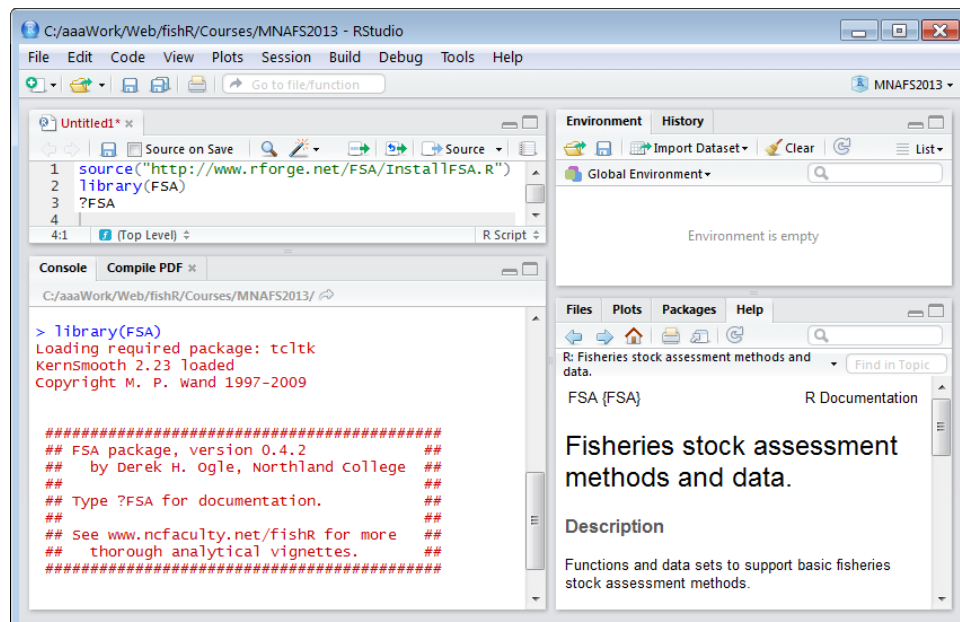 C:/aaaWork/Web/fishR/Courses/MNAFS2013 - RStudio
File Edit Code View Plots Session Build Debug Tools Help
Go to file/function
MNAFS2013
Untitled1*
Source on Save
Source
1 source("http://www.rforge.net/FSA/InstallFSA.R")
2 library(FSA)
3 ?FSA
4
4:1 (Top Level) R Script
Console Compile PDF
C:/aaaWork/Web/fishR/Courses/MNAFS2013/
> library(FSA)
Loading required package: tcltk
KernSmooth 2.23 loaded
Copyright M. P. Wand 1997-2009
############################################
## FSA package, version 0.4.2 ##
## by Derek H. Ogle, Northland College ##
## ##
## Type ?FSA for documentation. ##
## ##
## See www.ncfaculty.net/fishR for more ##
## thorough analytical vignettes. ##
############################################
Environment History
Import Dataset Clear List
Global Environment
Environment is empty
Files Plots Packages Help
R: Fisheries stock assessment methods and
data.
Find in Topic
FSA {FSA} R Documentation
Fisheries stock assessment
methods and data.
Description
Functions and data sets to support basic fisheries
stock assessment methods.